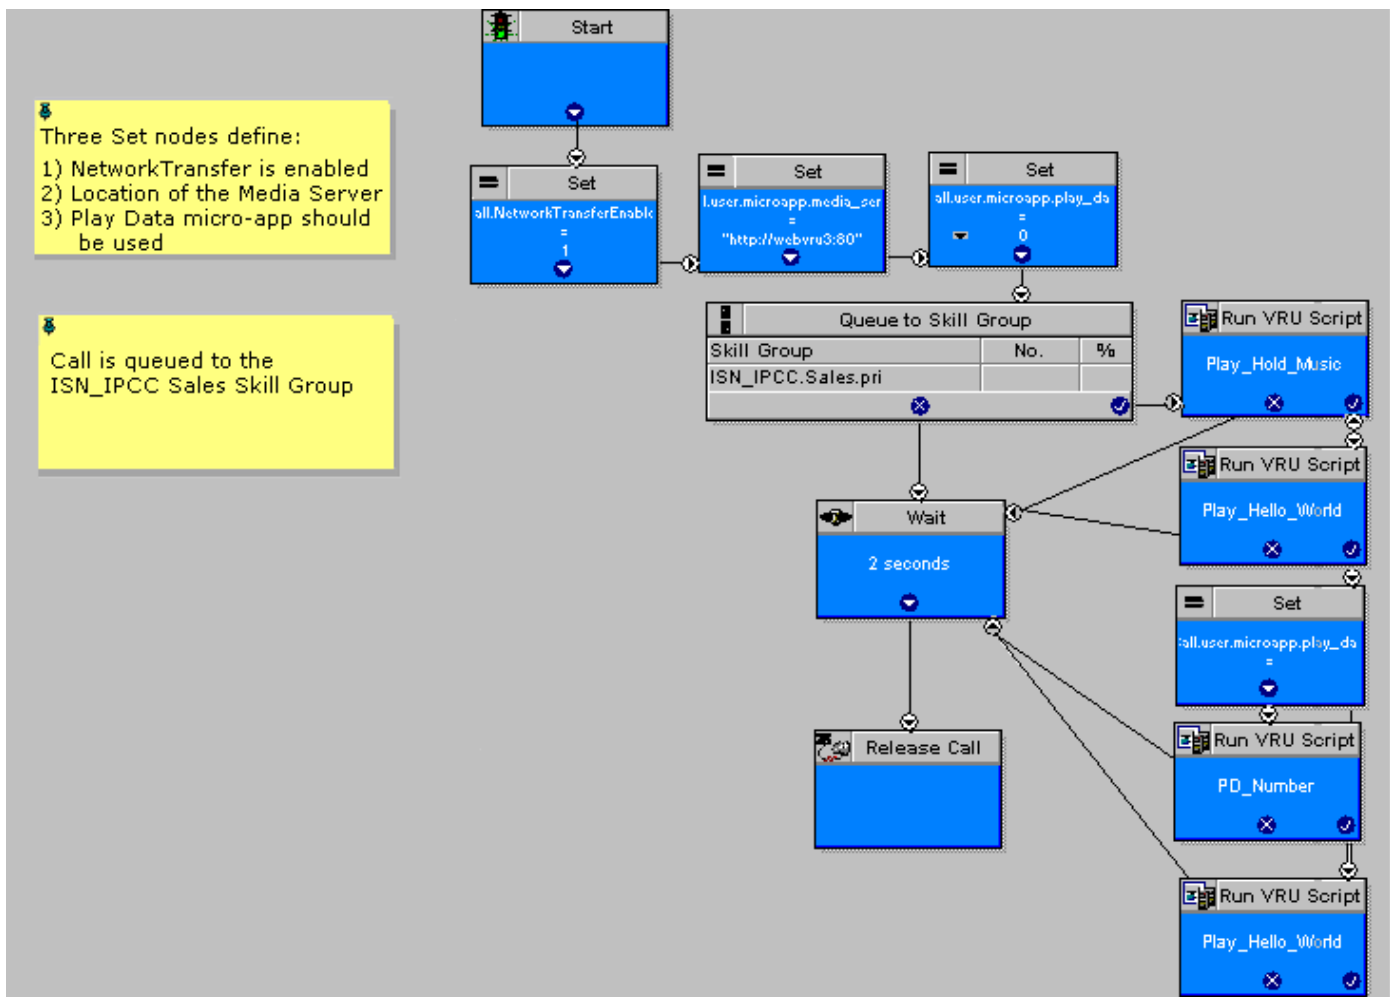 Start
Three Set nodes define:
1) NetworkTransfer is enabled
2) Location of the Media Server
3) Play Data micro-app should
be used
Set
all.NetworkTransferEnable
=
1
Set
l.user.microapp.media_ser
=
"http://webvru3:80"
Set
all.user.microapp.play_da
=
0
Call is queued to the
ISN_IPCC Sales Skill Group
Queue to Skill Group
Skill Group No. %
ISN_IPCC.Sales.pri
Run VRU Script
Play_Hold_Music
Run VRU Script
Play_Hello_World
Wait
2 seconds
Set
all.user.microapp.play_da
=
Release Call
Run VRU Script
PD_Number
Run VRU Script
Play_Hello_World